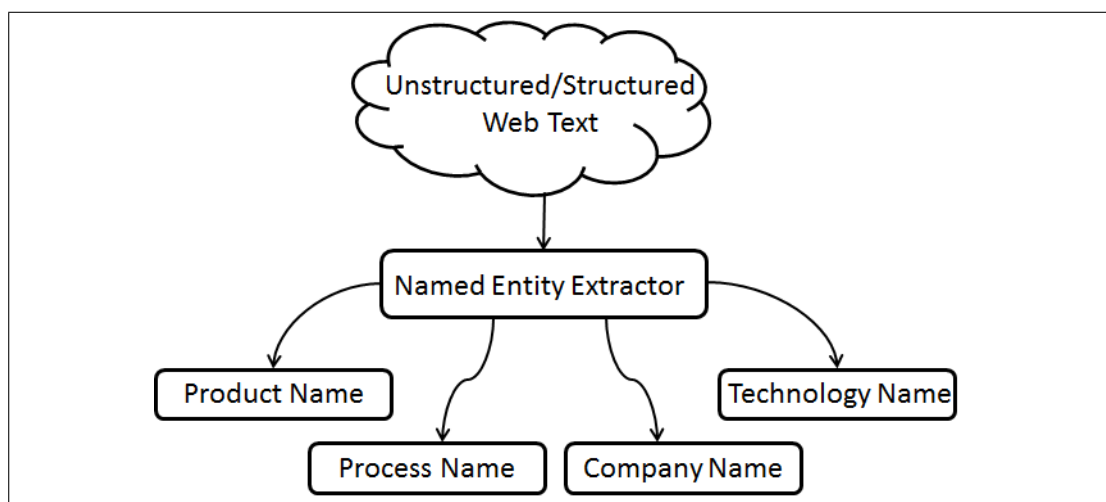 Unstructured/Structured
Web Text
Named Entity Extractor
Product Name
Technology Name
Process Name
Company Name